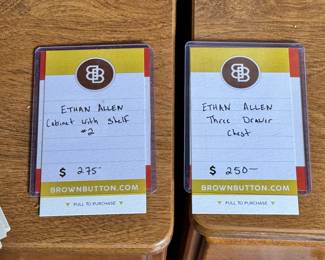 BB
ETHAN ALLEN
Cabinet with Shelf
#2
$ 275-
BROWNBUTTON.COM
▼ PULL TO PURCHASE ▼
BB
ETHAN ALLEN
Three Drawer
Chest
$ 250-
BROWNBUTTON.COM
▼ PULL TO PURCHASE ▼